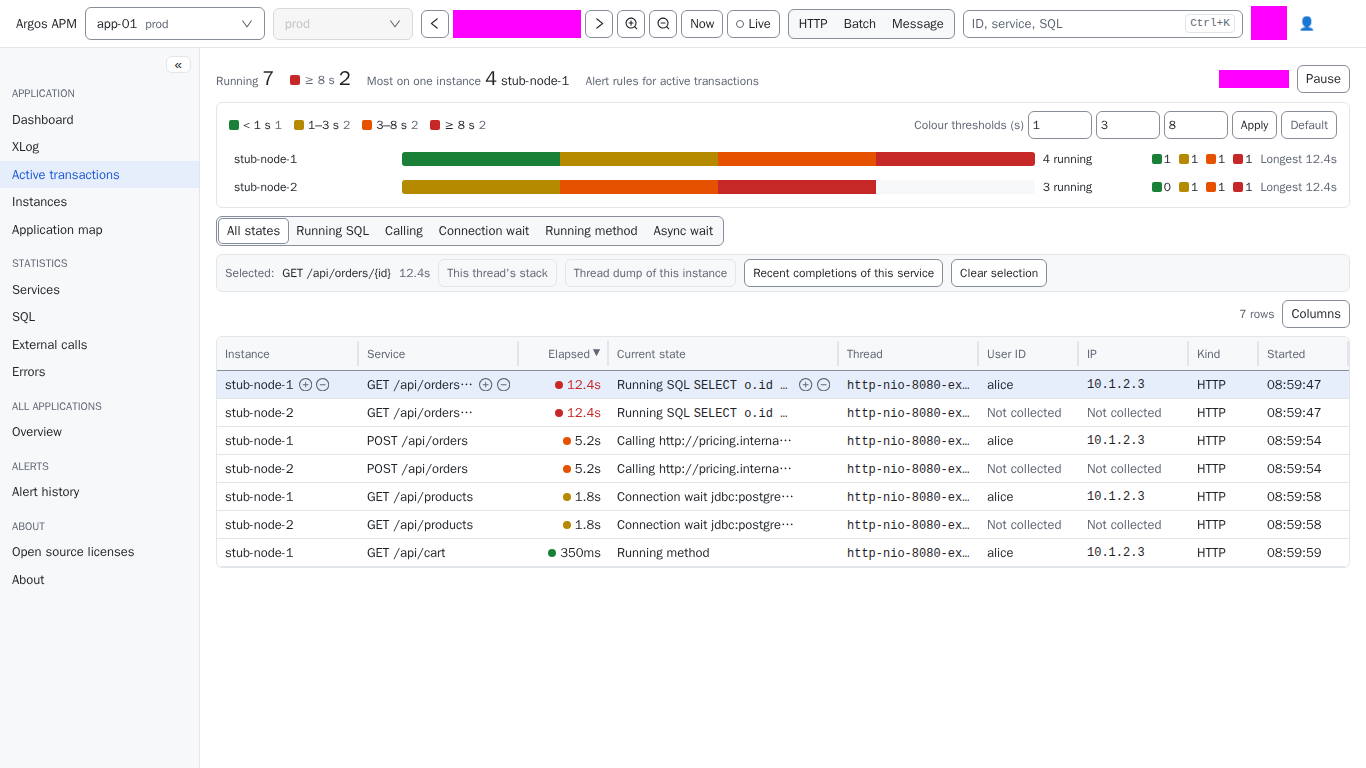 Argos APM app-01 prod prod Now Live HTTP Batch Message ID, service, SQL Ctrl+K
«
APPLICATION
Dashboard
XLog
Active transactions
Instances
Application map
STATISTICS
Services
SQL
External calls
Errors
ALL APPLICATIONS
Overview
ALERTS
Alert history
ABOUT
Open source licenses
About
Running 7 ≥ 8 s 2 Most on one instance 4 stub-node-1 Alert rules for active transactions Pause
< 1 s 1 1–3 s 2 3–8 s 2 ≥ 8 s 2 Colour thresholds (s) 1 3 8 Apply Default
stub-node-1 4 running 1 1 1 1 Longest 12.4s
stub-node-2 3 running 0 1 1 1 Longest 12.4s
All states Running SQL Calling Connection wait Running method Async wait
Selected: GET /api/orders/{id} 12.4s This thread's stack Thread dump of this instance Recent completions of this service Clear selection
7 rows Columns
Instance Service Elapsed ▼ Current state Thread User ID IP Kind Started
stub-node-1 GET /api/orders… 12.4s Running SQL SELECT o.id … http-nio-8080-ex… alice 10.1.2.3 HTTP 08:59:47
stub-node-2 GET /api/orders… 12.4s Running SQL SELECT o.id … http-nio-8080-ex… Not collected Not collected HTTP 08:59:47
stub-node-1 POST /api/orders 5.2s Calling http://pricing.interna… http-nio-8080-ex… alice 10.1.2.3 HTTP 08:59:54
stub-node-2 POST /api/orders 5.2s Calling http://pricing.interna… http-nio-8080-ex… Not collected Not collected HTTP 08:59:54
stub-node-1 GET /api/products 1.8s Connection wait jdbc:postgre… http-nio-8080-ex… alice 10.1.2.3 HTTP 08:59:58
stub-node-2 GET /api/products 1.8s Connection wait jdbc:postgre… http-nio-8080-ex… Not collected Not collected HTTP 08:59:58
stub-node-1 GET /api/cart 350ms Running method http-nio-8080-ex… alice 10.1.2.3 HTTP 08:59:59